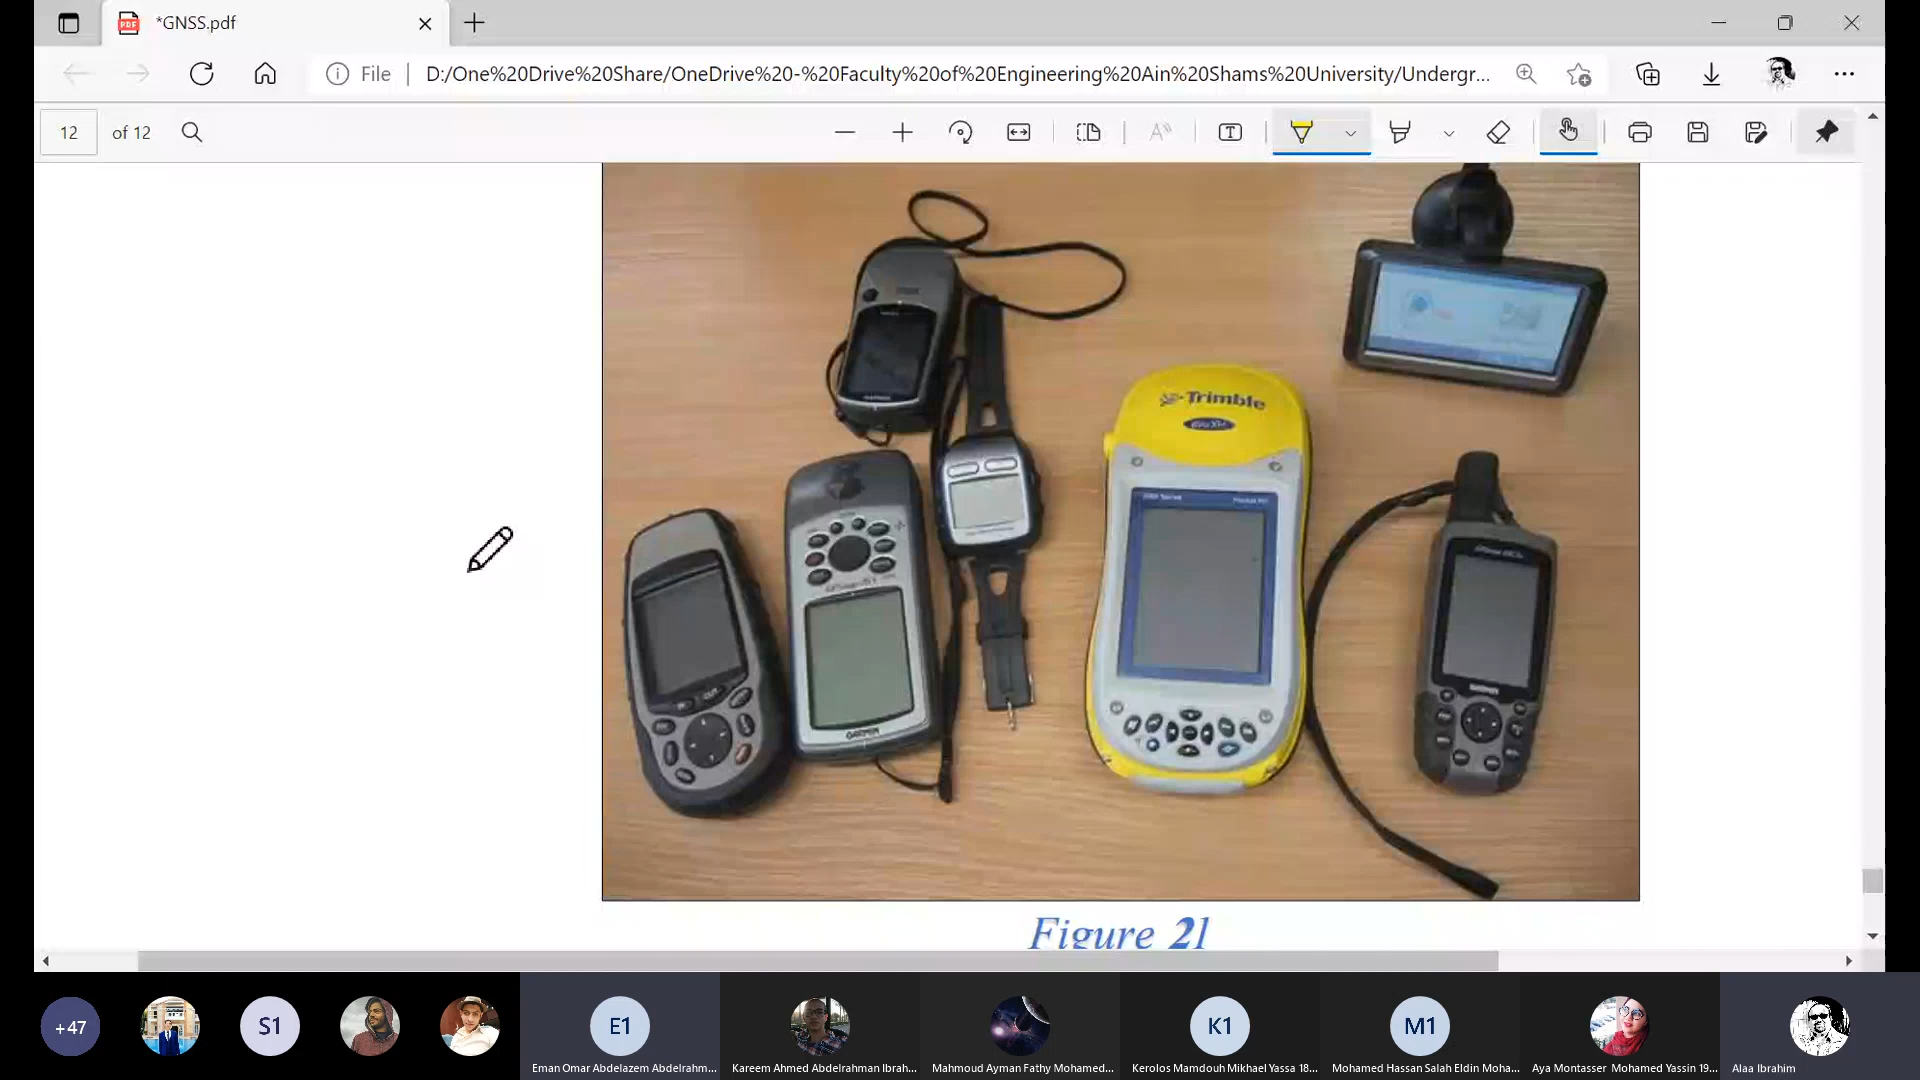 *GNSS.pdf
File
D:/One%20Drive%20Share/OneDrive%20-%20Faculty%20of%20Engineering%20Ain%20Shams%20University/Undergr...
12 of 12
Trimble
GARMIN
Figure 21
+47
S1
E1
K1
M1
Eman Omar Abdelazem Abdelrahm...
Kareem Ahmed Abdelrahman Ibrah...
Mahmoud Ayman Fathy Mohamed...
Kerolos Mamdouh Mikhael Yassa 18...
Mohamed Hassan Salah Eldin Moha...
Aya Montasser Mohamed Yassin 19...
Alaa Ibrahim